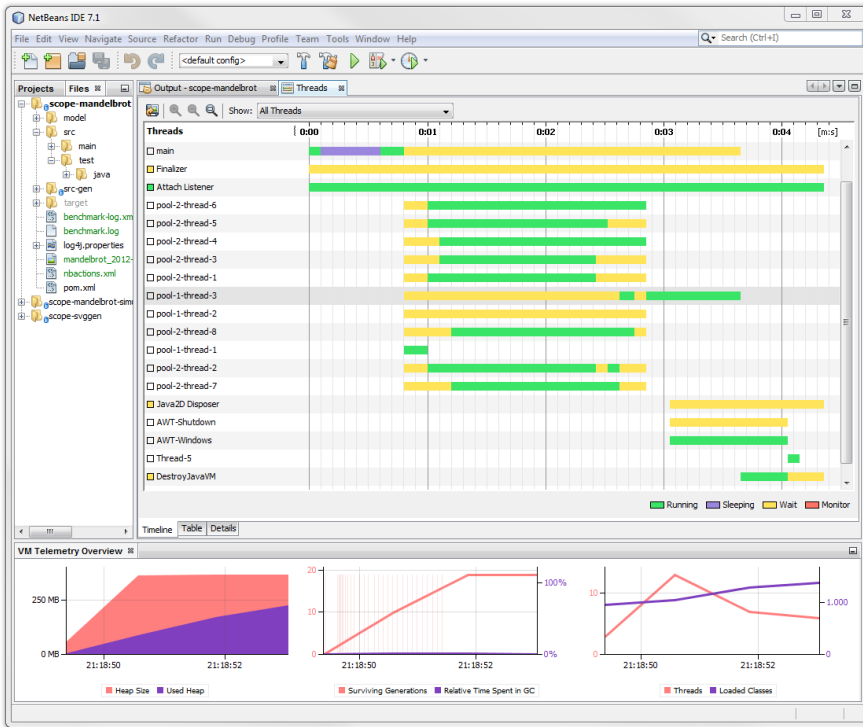 NetBeans IDE 7.1
File Edit View Navigate Source Refactor Run Debug Profile Team Tools Window Help
Search (Ctrl+I)
<default config>
Projects Files
Output - scope-mandelbrot Threads
scope-mandelbrot
model
src
main
test
java
src-gen
target
benchmark-log.xm
benchmark.log
log4j.properties
mandelbrot_2012-
nbactions.xml
pom.xml
scope-mandelbrot-simu
scope-svggen
Show: All Threads
Threads 0:00 0:01 0:02 0:03 0:04 [m:s]
main
Finalizer
Attach Listener
pool-2-thread-6
pool-2-thread-5
pool-2-thread-4
pool-2-thread-3
pool-2-thread-1
pool-1-thread-3
pool-1-thread-2
pool-2-thread-8
pool-1-thread-1
pool-2-thread-2
pool-2-thread-7
Java2D Disposer
AWT-Shutdown
AWT-Windows
Thread-5
DestroyJavaVM
Running Sleeping Wait Monitor
Timeline Table Details
VM Telemetry Overview
250 MB
0 MB
21:18:50 21:18:52
Heap Size Used Heap
20
10
0
100%
0%
21:18:50 21:18:52
Surviving Generations Relative Time Spent in GC
10
0
1.000
0
21:18:50 21:18:52
Threads Loaded Classes